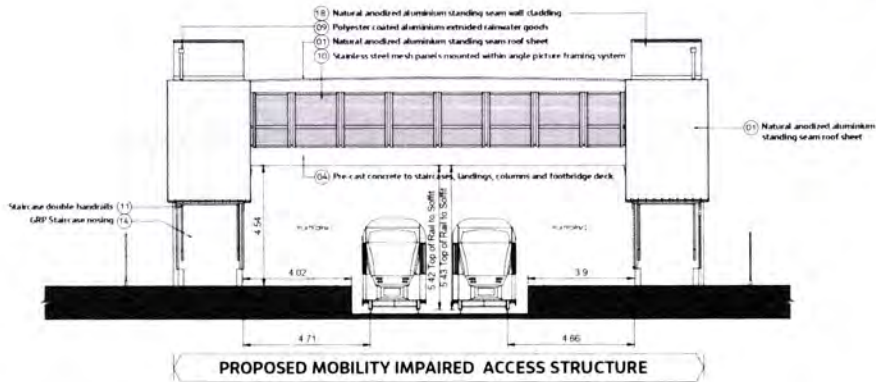 18 Natural anodized aluminium standing seam wall cladding
09 Polyester coated aluminium extruded rainwater goods
01 Natural anodized aluminium standing seam roof sheet
10 Stainless steel mesh panels mounted within angle picture framing system
01 Natural anodized aluminium
standing seam roof sheet
04 Pre-cast concrete to staircases, landings, columns and footbridge deck
Staircase double handrails 11
GRP Staircase nosing 14
4.54
5.42 Top of Rail to Soffit
5.43 Top of Rail to Soffit
4.02
3.9
4.71
4.66
PROPOSED MOBILITY IMPAIRED ACCESS STRUCTURE